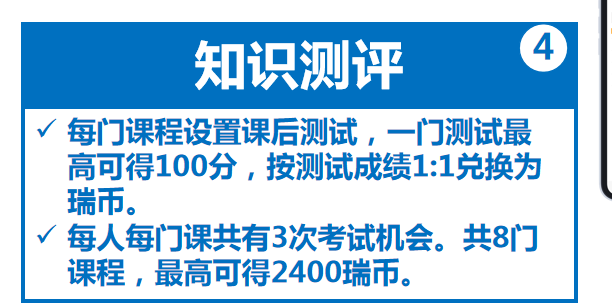 知识测评
4
✓ 每门课程设置课后测试，一门测试最
高可得100分，按测试成绩1:1兑换为
瑞币。
✓ 每人每门课共有3次考试机会。共8门
课程，最高可得2400瑞币。